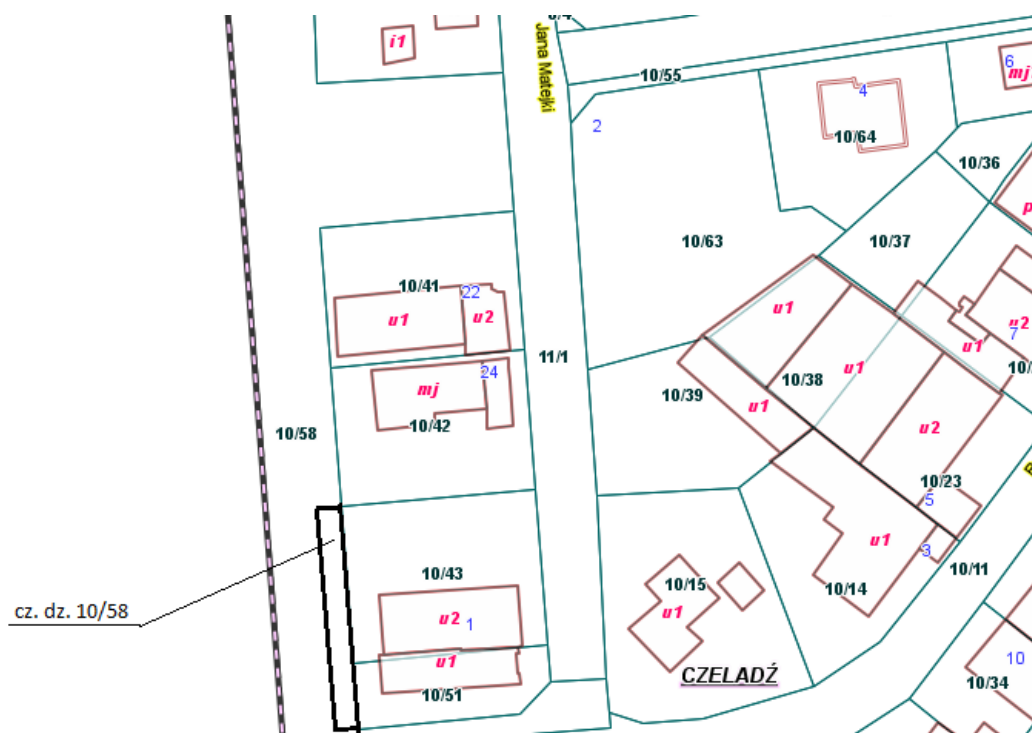 i1
Jana Matejki
10/55
2
4
10/64
6
10/36
10/63
10/37
10/41
22
u1
u2
u1
u2
7
u1
11/1
24
mj
10/42
10/39
10/38
u1
u1
u2
10/58
10/23
5
u1
3
10/43
10/15
10/14
10/11
cz. dz. 10/58
u2
1
u1
u1
10/51
CZELADŹ
10
10/34